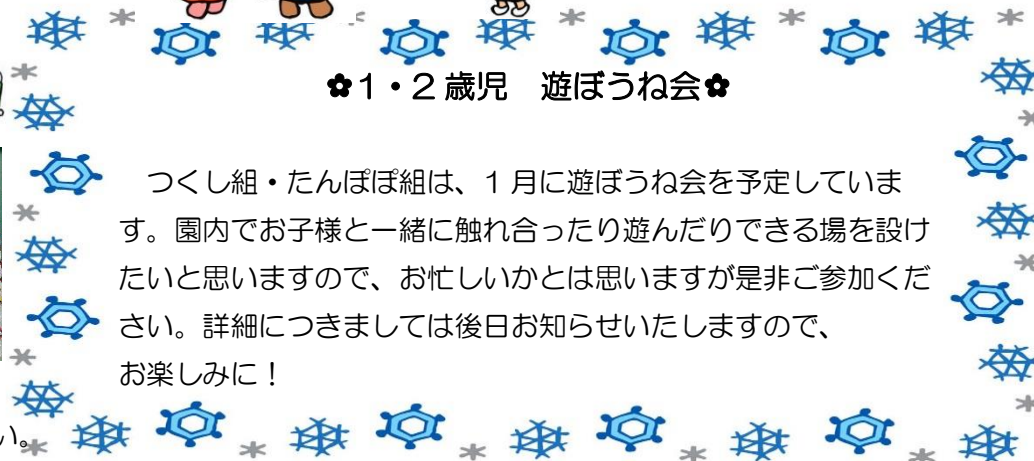 ✿1・2歳児　遊ぼうね会✿
つくし組・たんぽぽ組は、1月に遊ぼうね会を予定していま
す。園内でお子様と一緒に触れ合ったり遊んだりできる場を設け
たいと思いますので、お忙しいかとは思いますが是非ご参加くだ
さい。詳細につきましては後日お知らせいたしますので、
お楽しみに！
い。